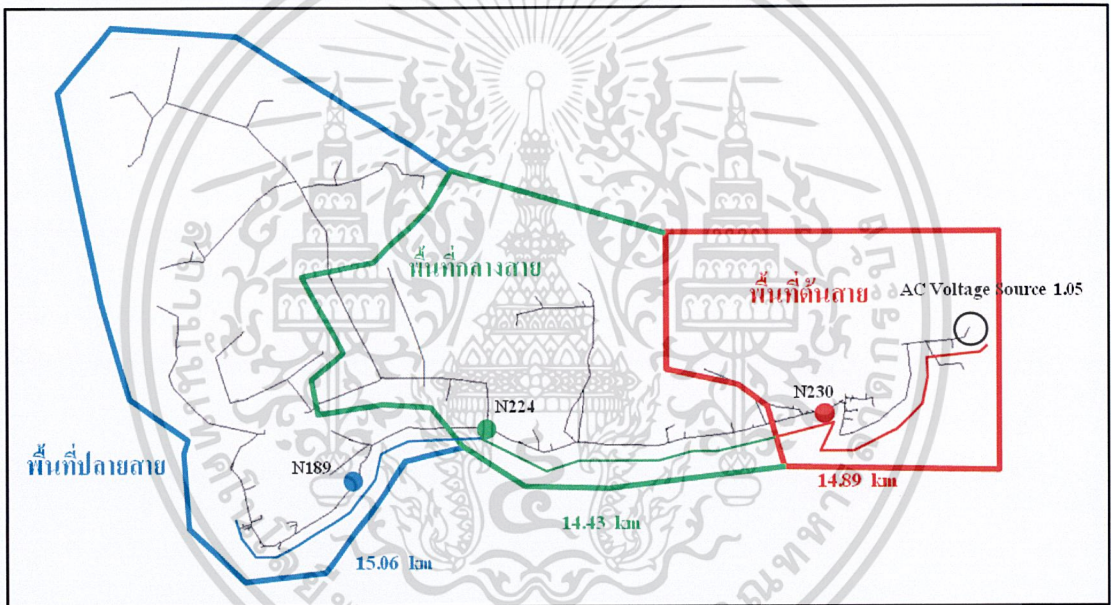 พื้นที่กลางสาย
พื้นที่ต้นสาย
AC Voltage Source 1.05
N230
N224
N189
พื้นที่ปลายสาย
14.89 km
14.43 km
15.06 km